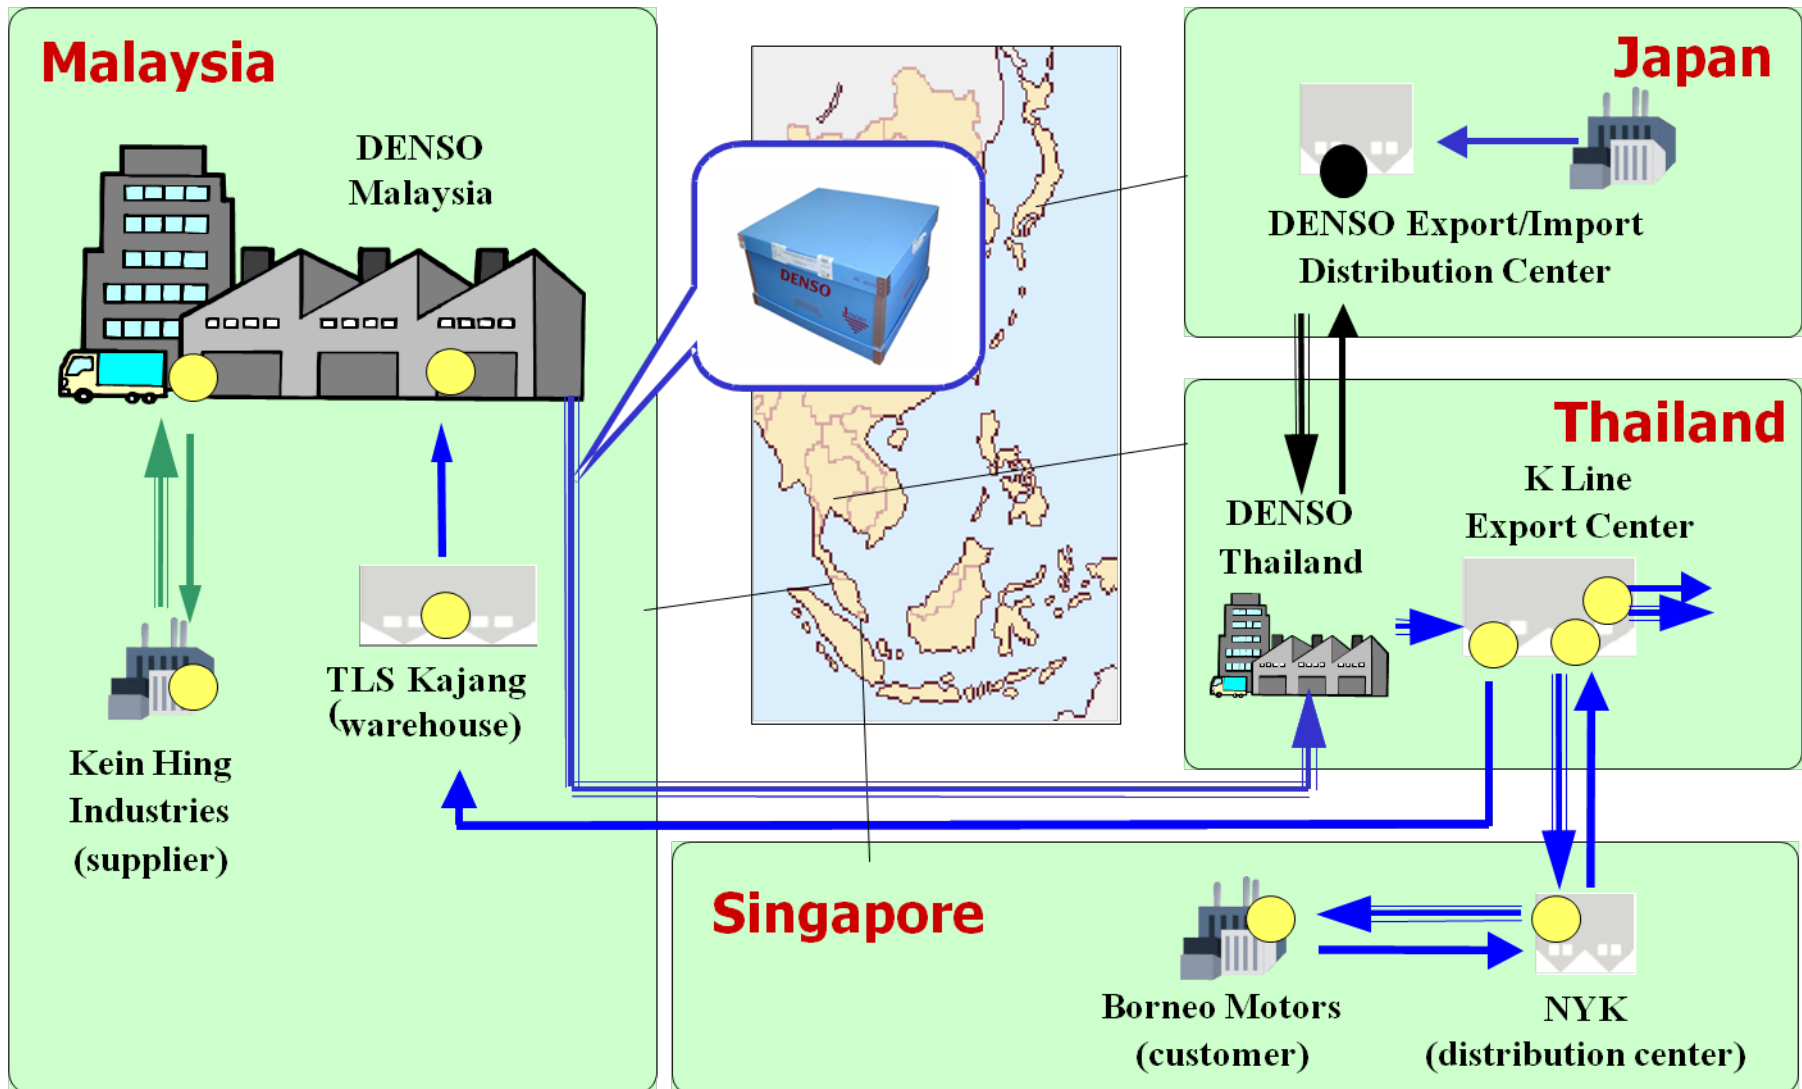 Malaysia
DENSO
Malaysia
Kein Hing
Industries
(supplier)
TLS Kajang
(warehouse)
DENSO
Japan
DENSO Export/Import
Distribution Center
Thailand
DENSO
Thailand
K Line
Export Center
Singapore
Borneo Motors
(customer)
NYK
(distribution center)